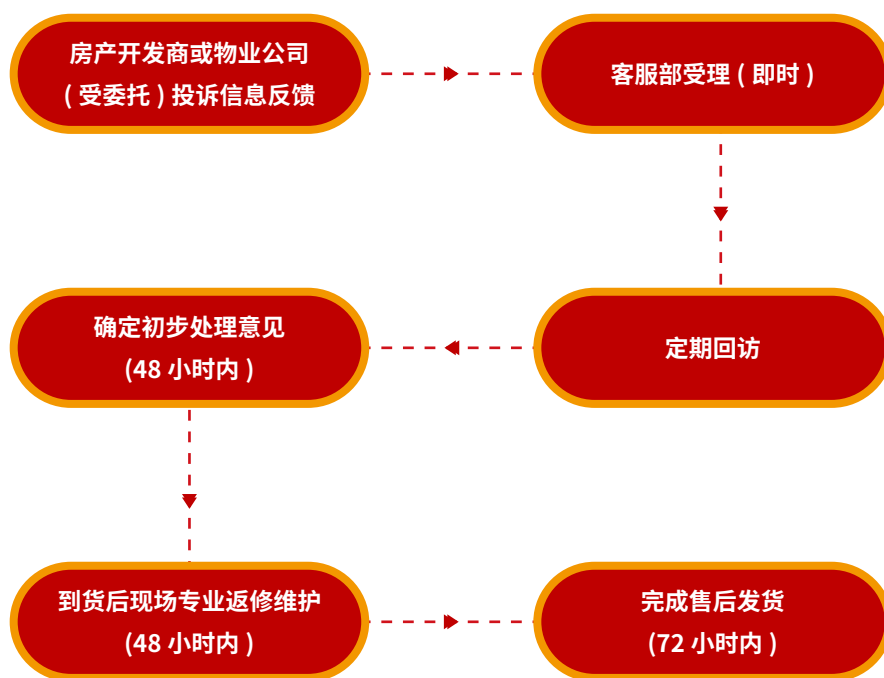 房产开发商或物业公司
( 受委托 ) 投诉信息反馈
客服部受理 ( 即时 )
定期回访
确定初步处理意见
(48 小时内 )
到货后现场专业返修维护
(48 小时内 )
完成售后发货
(72 小时内 )